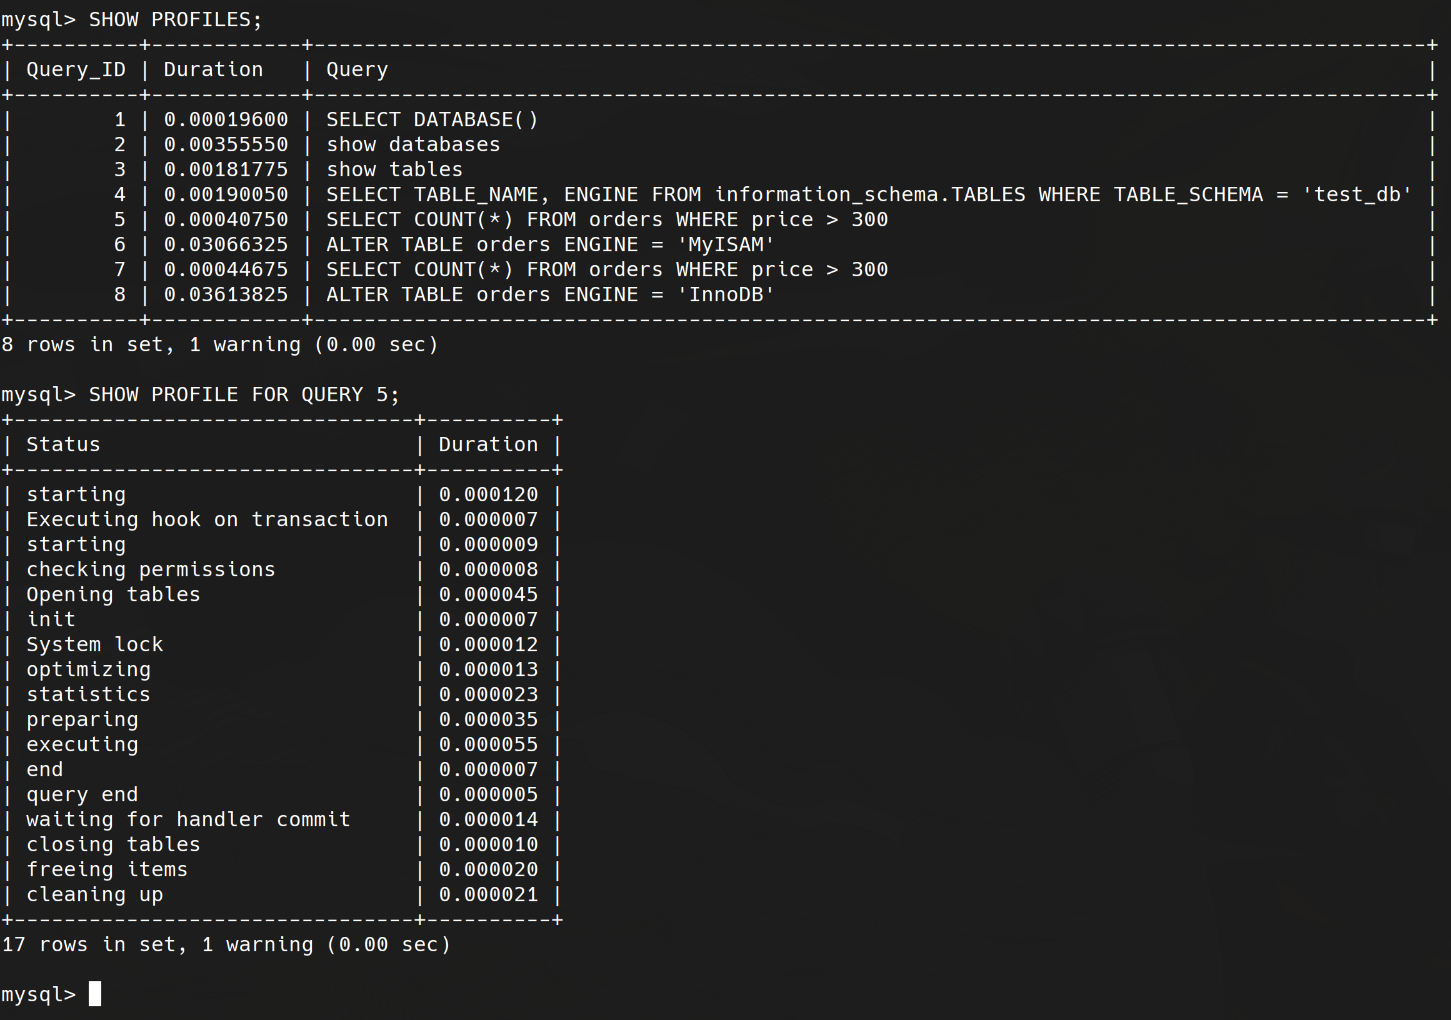 mysql> SHOW PROFILES;
+----------+------------+-----------------------------------------------------------------------------------------+
| Query_ID | Duration   | Query                                                                                   |
+----------+------------+-----------------------------------------------------------------------------------------+
|        1 | 0.00019600 | SELECT DATABASE()                                                                       |
|        2 | 0.00355550 | show databases                                                                          |
|        3 | 0.00181775 | show tables                                                                             |
|        4 | 0.00190050 | SELECT TABLE_NAME, ENGINE FROM information_schema.TABLES WHERE TABLE_SCHEMA = 'test_db' |
|        5 | 0.00040750 | SELECT COUNT(*) FROM orders WHERE price > 300                                           |
|        6 | 0.03066325 | ALTER TABLE orders ENGINE = 'MyISAM'                                                    |
|        7 | 0.00044675 | SELECT COUNT(*) FROM orders WHERE price > 300                                           |
|        8 | 0.03613825 | ALTER TABLE orders ENGINE = 'InnoDB'                                                    |
+----------+------------+-----------------------------------------------------------------------------------------+
8 rows in set, 1 warning (0.00 sec)

mysql> SHOW PROFILE FOR QUERY 5;
+--------------------------------+----------+
| Status                         | Duration |
+--------------------------------+----------+
| starting                       | 0.000120 |
| Executing hook on transaction  | 0.000007 |
| starting                       | 0.000009 |
| checking permissions           | 0.000008 |
| Opening tables                 | 0.000045 |
| init                           | 0.000007 |
| System lock                    | 0.000012 |
| optimizing                     | 0.000013 |
| statistics                     | 0.000023 |
| preparing                      | 0.000035 |
| executing                      | 0.000055 |
| end                            | 0.000007 |
| query end                      | 0.000005 |
| waiting for handler commit     | 0.000014 |
| closing tables                 | 0.000010 |
| freeing items                  | 0.000020 |
| cleaning up                    | 0.000021 |
+--------------------------------+----------+
17 rows in set, 1 warning (0.00 sec)

mysql>